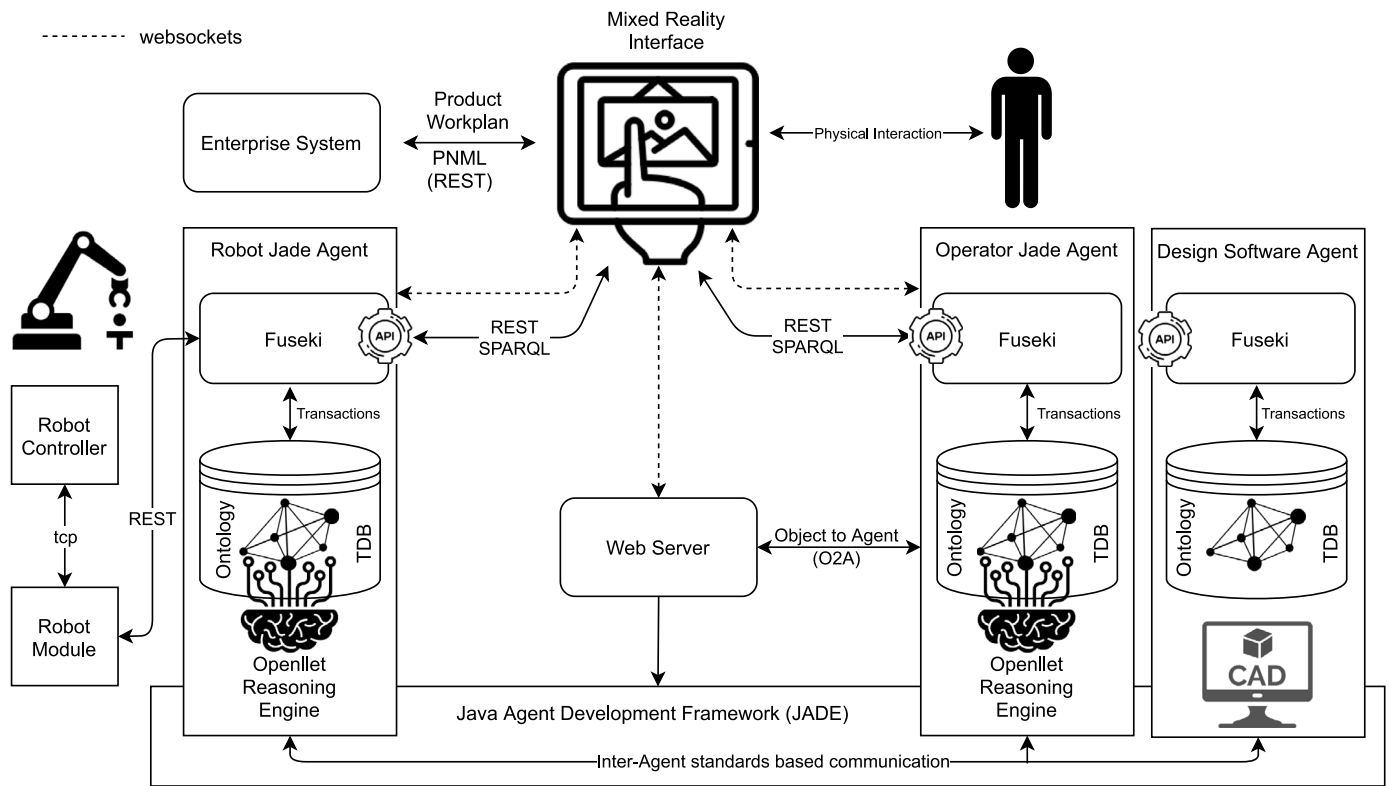 Mixed Reality
Interface
websockets
Product
Workplan
Enterprise System
PNML
(REST)
Physical Interaction
Robot Jade Agent
Operator Jade Agent
Design Software Agent
Fuseki
API
REST
SPARQL
REST
SPARQL
API
Fuseki
API
Fuseki
Transactions
Transactions
Transactions
Robot
Controller
tcp
REST
Robot
Module
Ontology
TDB
Openllet
Reasoning
Engine
Web Server
Object to Agent
(O2A)
Ontology
TDB
Openllet
Reasoning
Engine
Ontology
TDB
CAD
Java Agent Development Framework (JADE)
Inter-Agent standards based communication